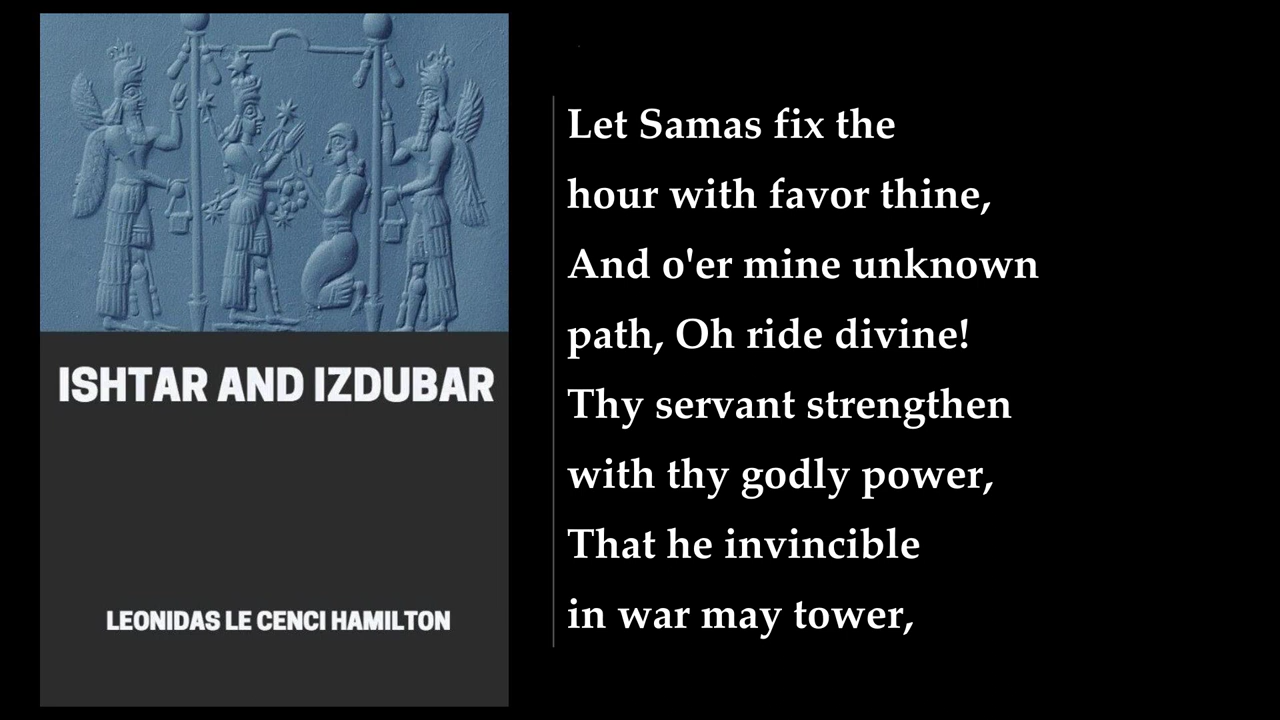 ISHTAR AND IZDUBAR
LEONIDAS LE CENCI HAMILTON
Let Samas fix the
hour with favor thine,
And o'er mine unknown
path, Oh ride divine!
Thy servant strengthen
with thy godly power,
That he invincible
in war may tower,